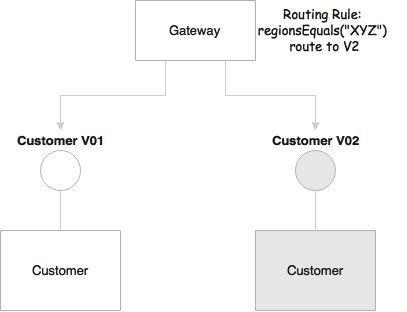 Gateway
Routing Rule:
regionsEquals("XYZ")
route to V2
Customer V01
Customer V02
Customer
Customer